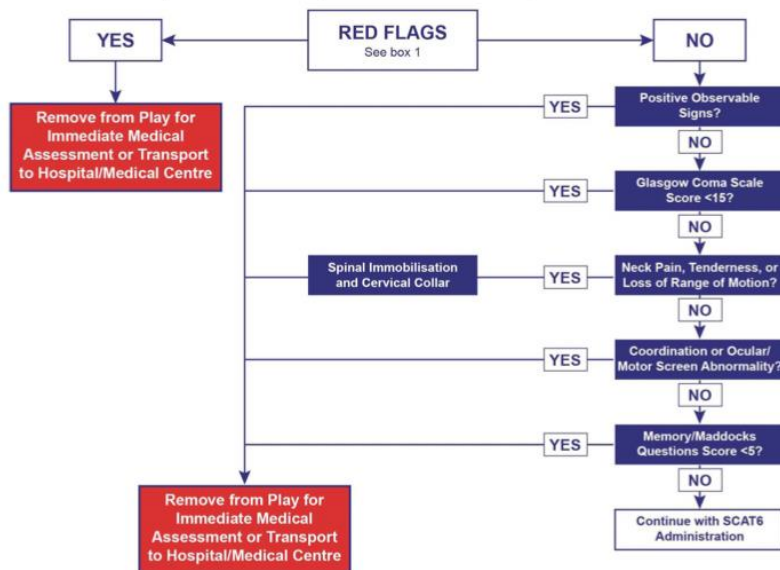 YES
RED FLAGS
See box 1
NO
Remove from Play for
Immediate Medical
Assessment or Transport
to Hospital/Medical Centre
YES
Positive Observable
Signs?
NO
YES
Glasgow Coma Scale
Score <15?
NO
Spinal Immobilisation
and Cervical Collar
YES
Neck Pain, Tenderness, or
Loss of Range of Motion?
NO
YES
Coordination or Ocular/
Motor Screen Abnormality?
NO
YES
Memory/Maddocks
Questions Score <5?
NO
Remove from Play for
Immediate Medical
Assessment or Transport
to Hospital/Medical Centre
Continue with SCAT6
Administration